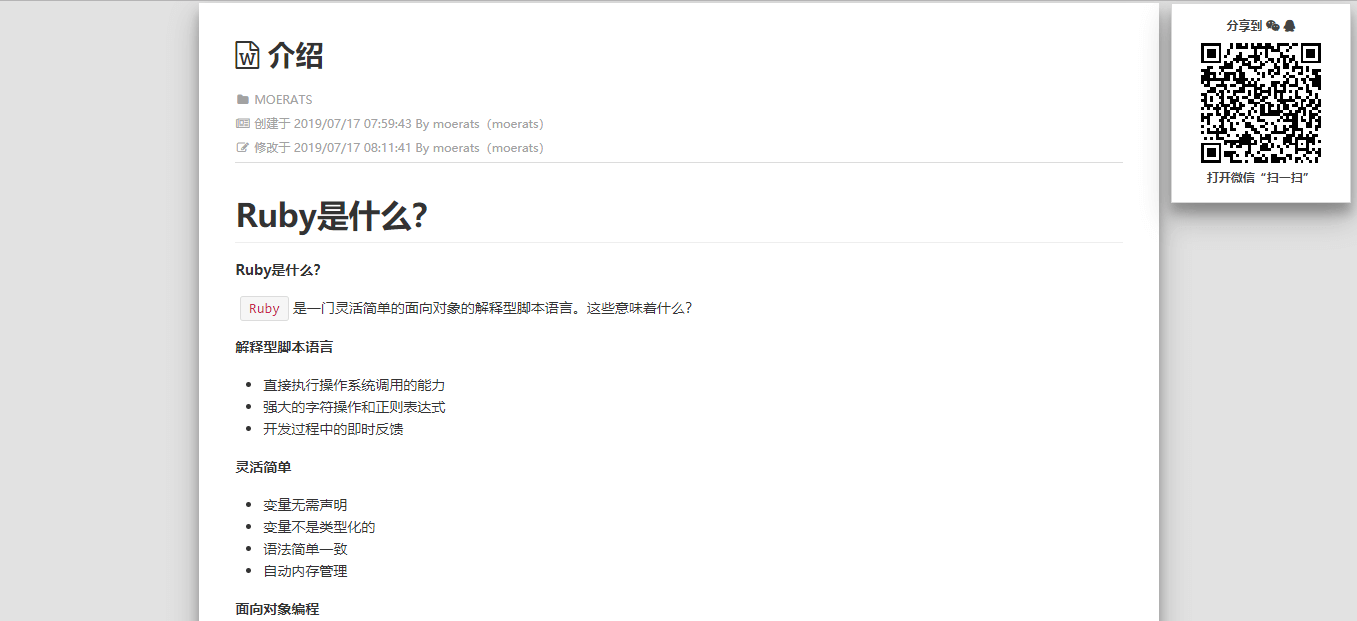 介绍
MOERATS
创建于 2019/07/17 07:59:43 By moerats（moerats）
修改于 2019/07/17 08:11:41 By moerats（moerats）
Ruby是什么？
Ruby是什么？
Ruby 是一门灵活简单的面向对象的解释型脚本语言。这些意味着什么？
解释型脚本语言
直接执行操作系统调用的能力
强大的字符操作和正则表达式
开发过程中的即时反馈
灵活简单
变量无需声明
变量不是类型化的
语法简单一致
自动内存管理
面向对象编程
分享到
打开微信“扫一扫”